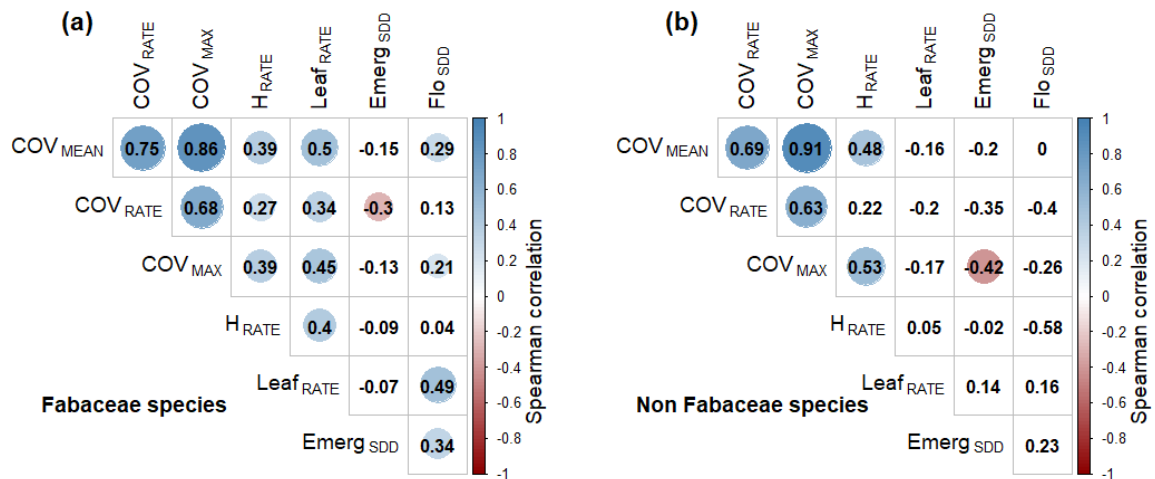 (a)
COV RATE COV MAX H RATE Leaf RATE Emerg SDD Flo SDD
COV MEAN 0.75 0.86 0.39 0.5 -0.15 0.29
COV RATE 0.68 0.27 0.34 -0.3 0.13
COV MAX 0.39 0.45 -0.13 0.21
H RATE 0.4 -0.09 0.04
Leaf RATE -0.07 0.49
Fabaceae species
Emerg SDD 0.34
1
0.8
0.6
0.4
0.2
0
-0.2
-0.4
-0.6
-0.8
-1
Spearman correlation
(b)
COV RATE COV MAX H RATE Leaf RATE Emerg SDD Flo SDD
COV MEAN 0.69 0.91 0.48 -0.16 -0.2 0
COV RATE 0.63 0.22 -0.2 -0.35 -0.4
COV MAX 0.53 -0.17 -0.42 -0.26
H RATE 0.05 -0.02 -0.58
Leaf RATE 0.14 0.16
Non Fabaceae species
Emerg SDD 0.23
1
0.8
0.6
0.4
0.2
0
-0.2
-0.4
-0.6
-0.8
-1
Spearman correlation